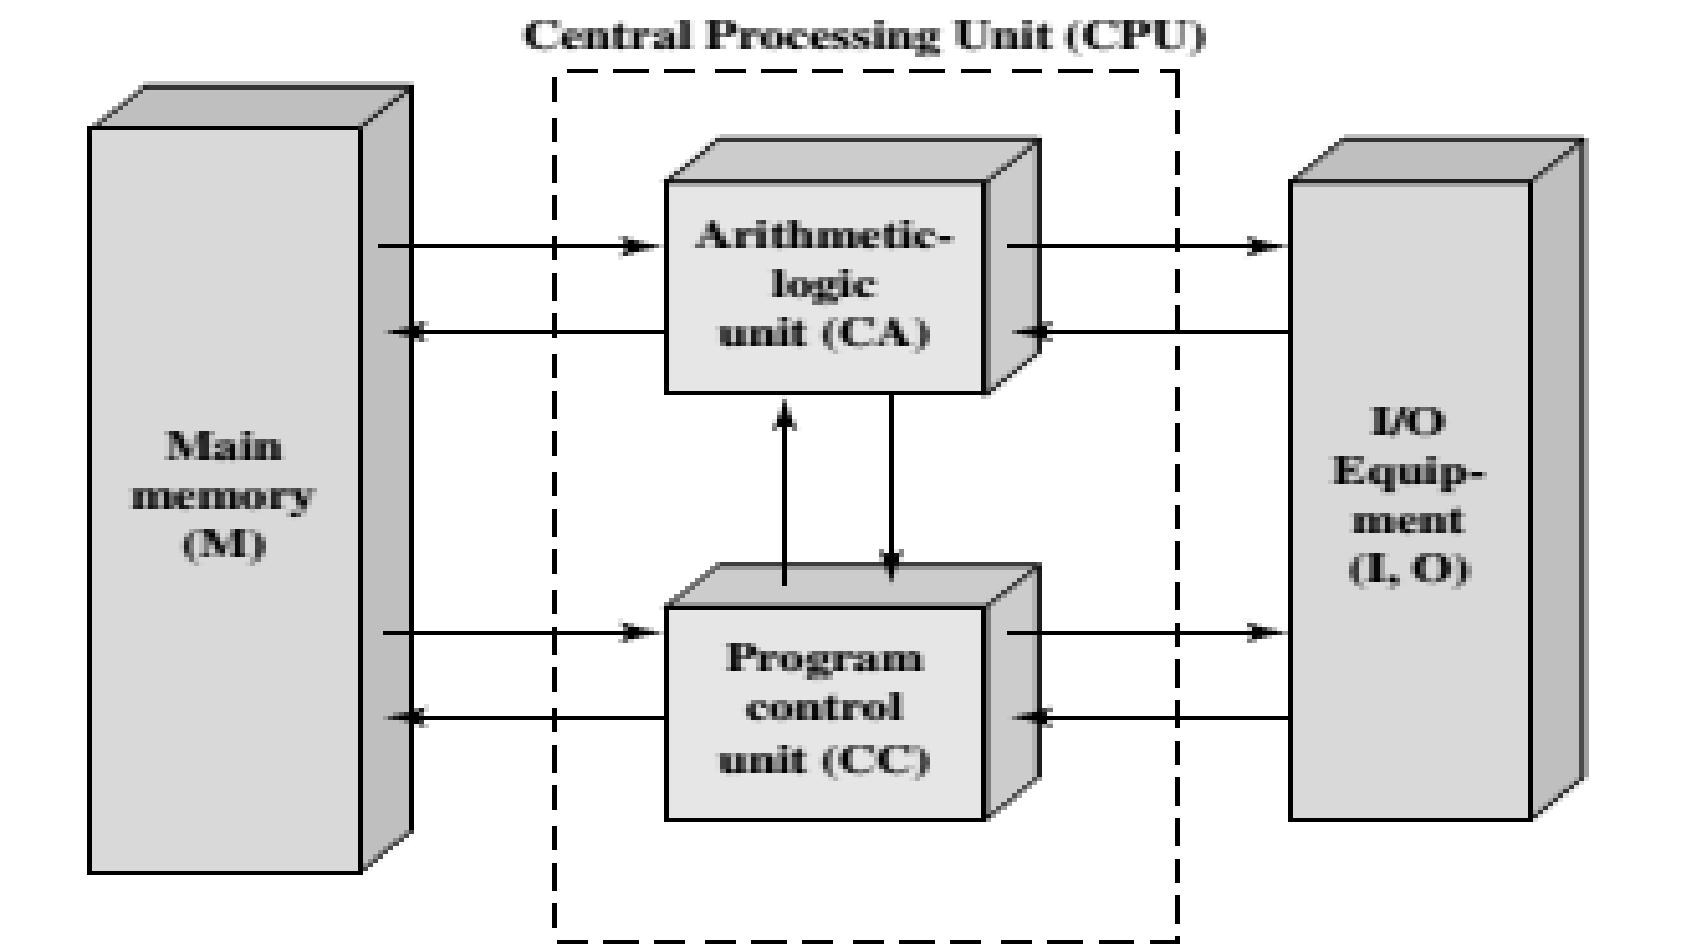 Central Processing Unit (CPU)
Main
memory
(M)
Arithmetic-
logic
unit (CA)
Program
control
unit (CC)
I/O
Equip-
ment
(I, O)